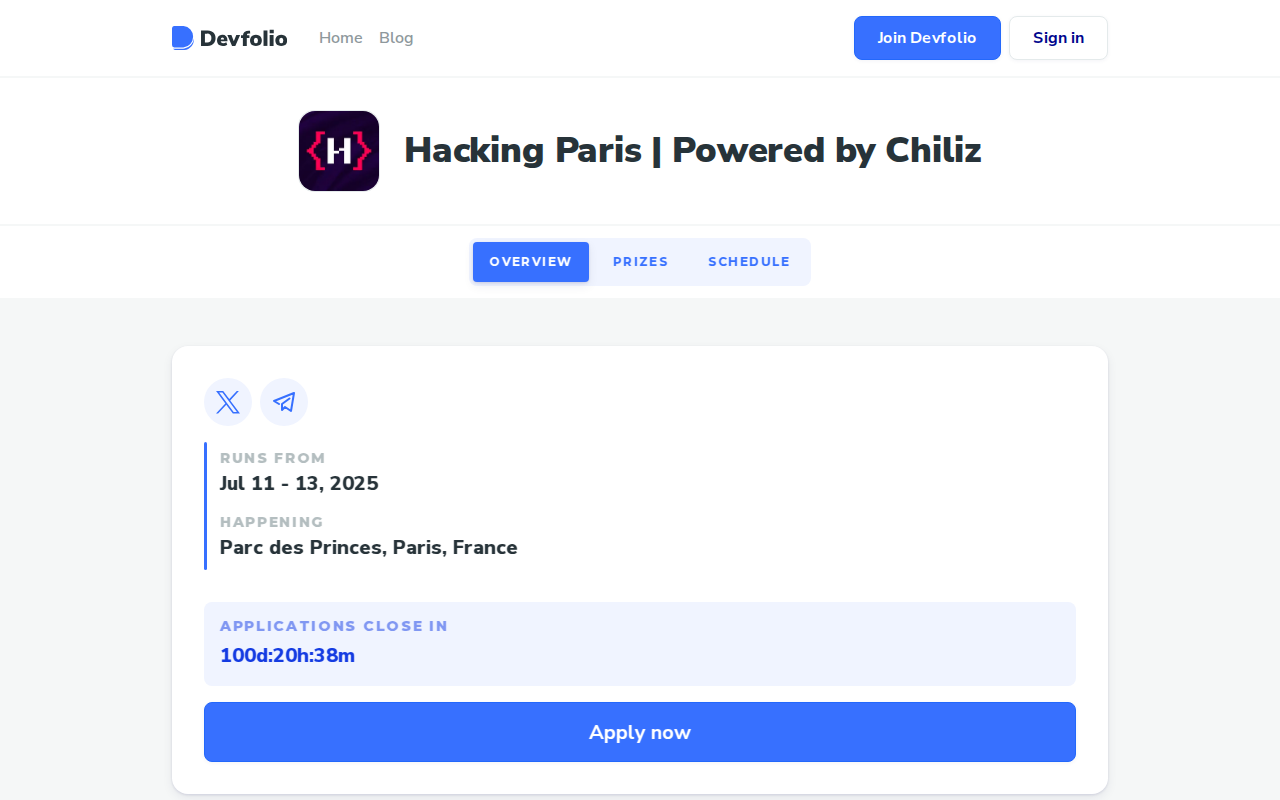 Devfolio
Home
Blog
Join Devfolio
Sign in
{H}
Hacking Paris | Powered by Chiliz
OVERVIEW
PRIZES
SCHEDULE
RUNS FROM
Jul 11 - 13, 2025
HAPPENING
Parc des Princes, Paris, France
APPLICATIONS CLOSE IN
100d:20h:38m
Apply now